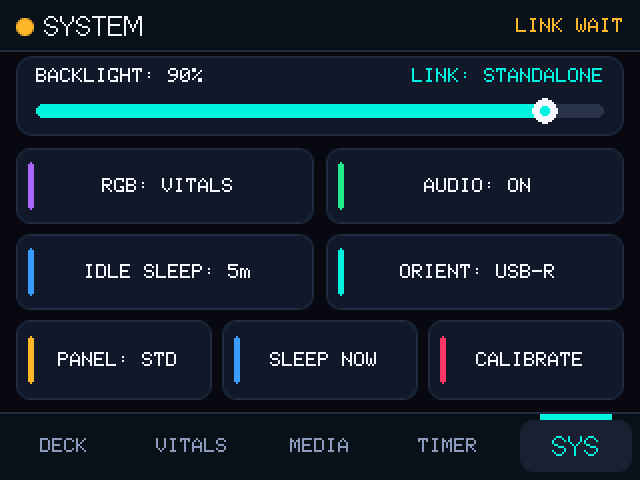 SYSTEM
LINK WAIT
BACKLIGHT: 90%
LINK: STANDALONE
RGB: VITALS
AUDIO: ON
IDLE SLEEP: 5m
ORIENT: USB-R
PANEL: STD
SLEEP NOW
CALIBRATE
DECK
VITALS
MEDIA
TIMER
SYS